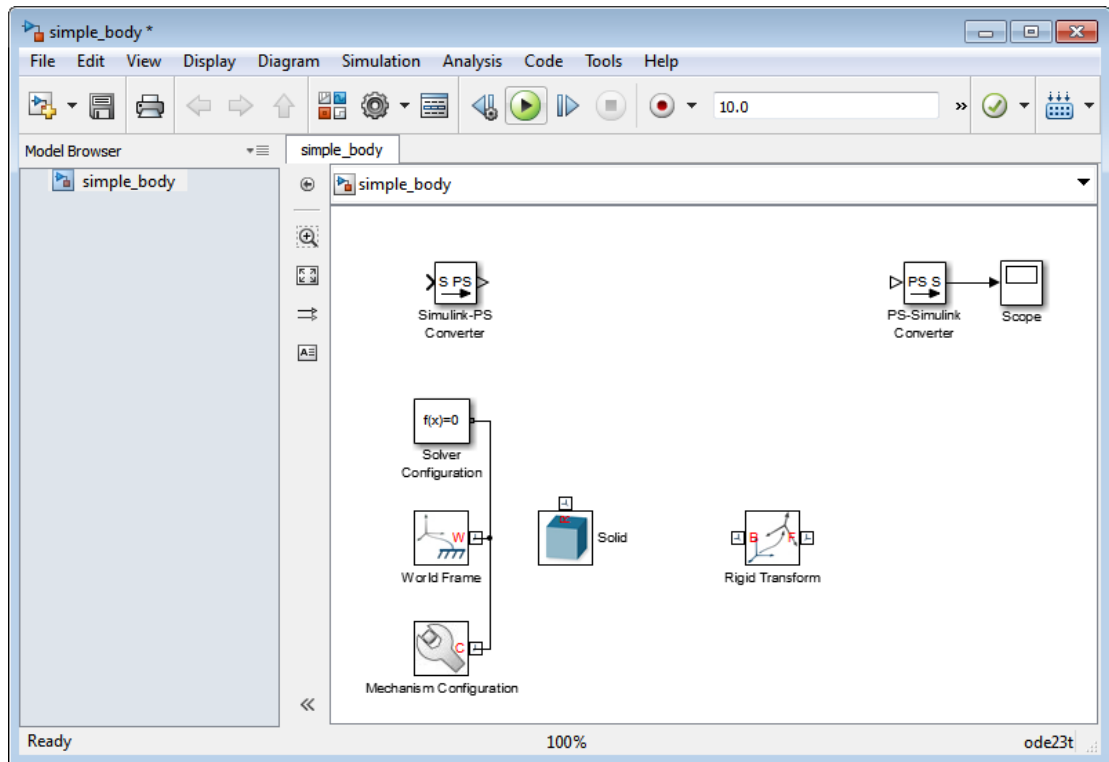 simple_body *
File Edit View Display Diagram Simulation Analysis Code Tools Help
10.0 »
Model Browser
simple_body
simple_body
simple_body
S PS
Simulink-PS
Converter
PS S
PS-Simulink
Converter
Scope
f(x)=0
Solver
Configuration
W
World Frame
R
Solid
B F
Rigid Transform
C
Mechanism Configuration
Ready 100% ode23t